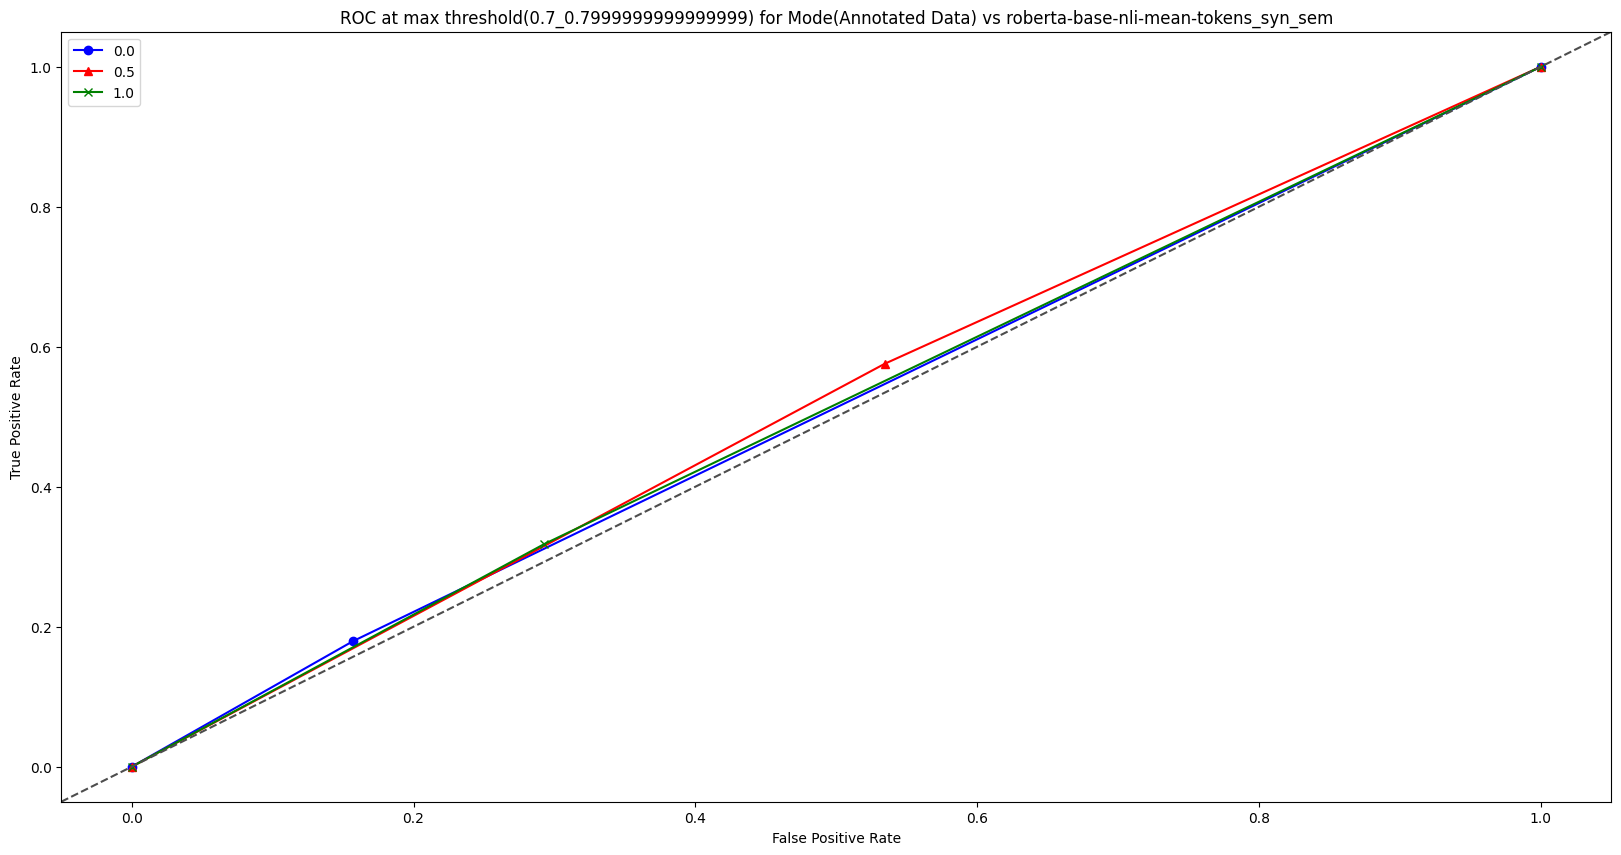 ROC at max threshold(0.7_0.7999999999999999) for Mode(Annotated Data) vs roberta-base-nli-mean-tokens_syn_sem
0.0
0.5
1.0
True Positive Rate
1.0
0.8
0.6
0.4
0.2
0.0
0.0 0.2 0.4 0.6 0.8 1.0
False Positive Rate